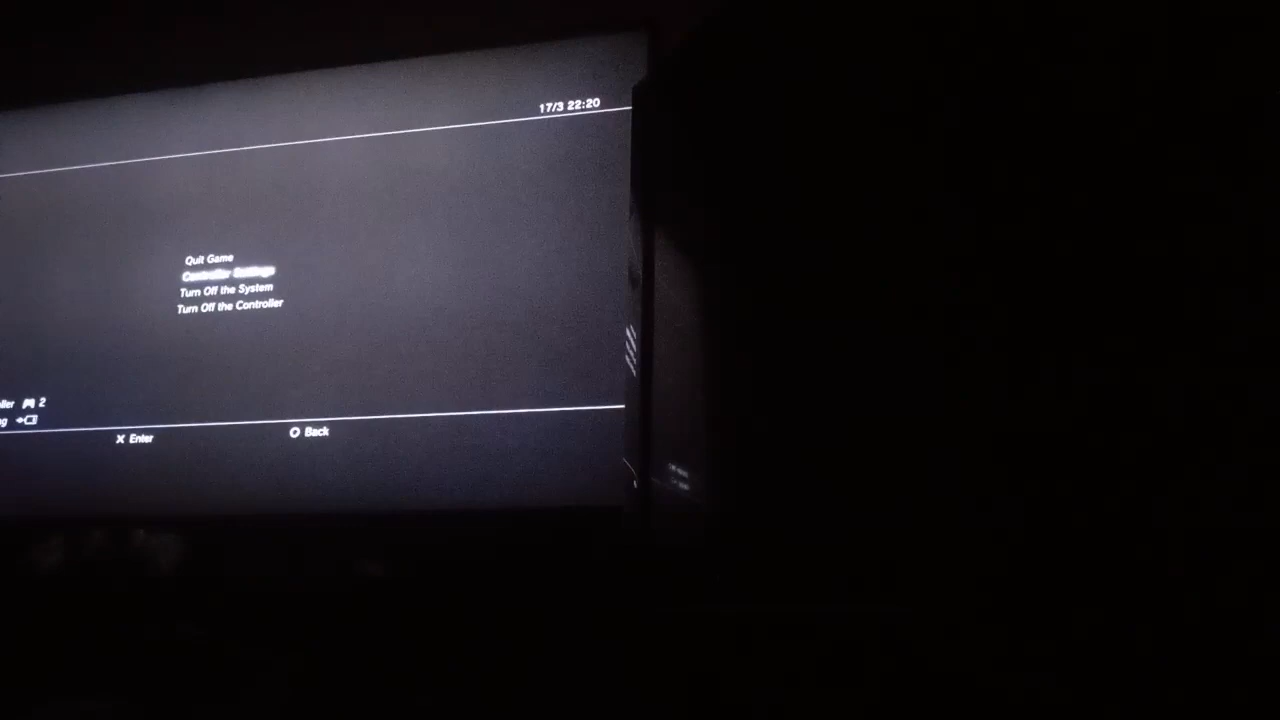 17/3 22:20
Quit Game
Controller Settings
Turn Off the System
Turn Off the Controller
ller 2
g
X Enter
O Back